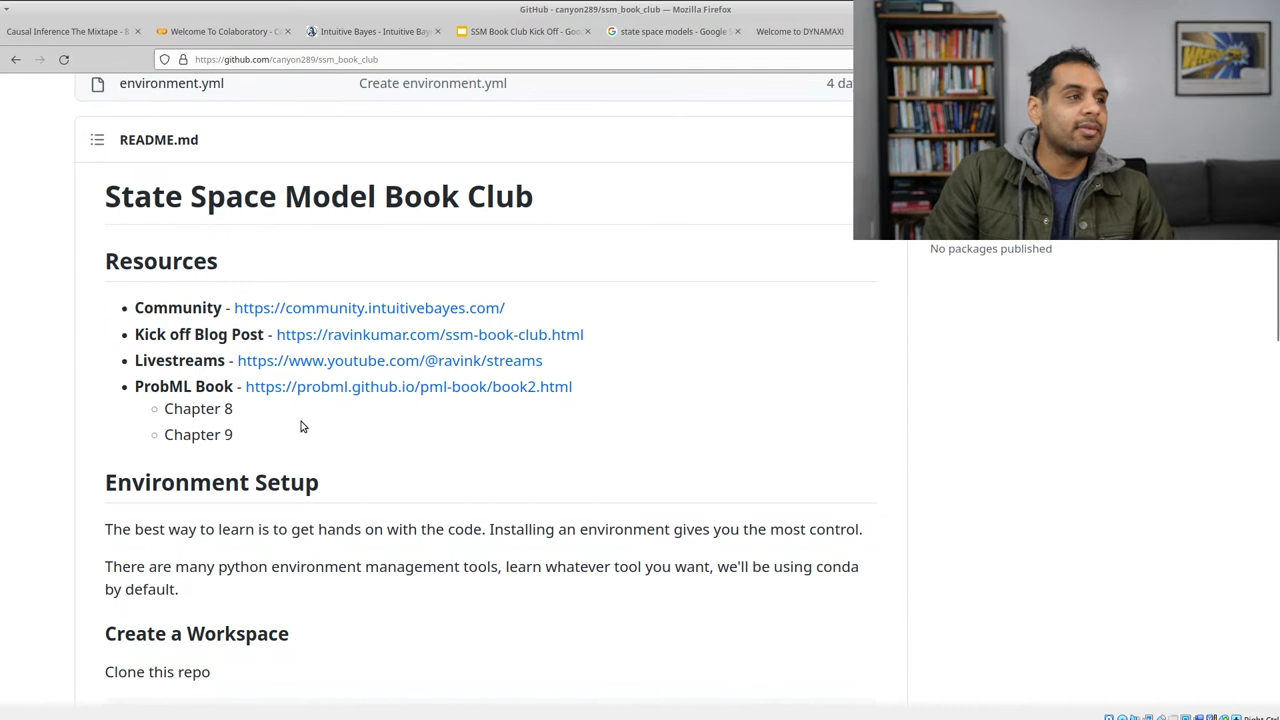 GitHub - canyon289/ssm_book_club — Mozilla Firefox
Causal Inference The Mixtape - 8
Welcome To Colaboratory - C
Intuitive Bayes - Intuitive Bay
SSM Book Club Kick Off - Goo
state space models - Google S
Welcome to DYNAMAX!
https://github.com/canyon289/ssm_book_club
environment.yml
Create environment.yml
4 da
README.md
State Space Model Book Club
No packages published
Resources
Community - https://community.intuitivebayes.com/
Kick off Blog Post - https://ravinkumar.com/ssm-book-club.html
Livestreams - https://www.youtube.com/@ravink/streams
ProbML Book - https://probml.github.io/pml-book/book2.html
Chapter 8
Chapter 9
Environment Setup
The best way to learn is to get hands on with the code. Installing an environment gives you the most control.
There are many python environment management tools, learn whatever tool you want, we'll be using conda
by default.
Create a Workspace
Clone this repo